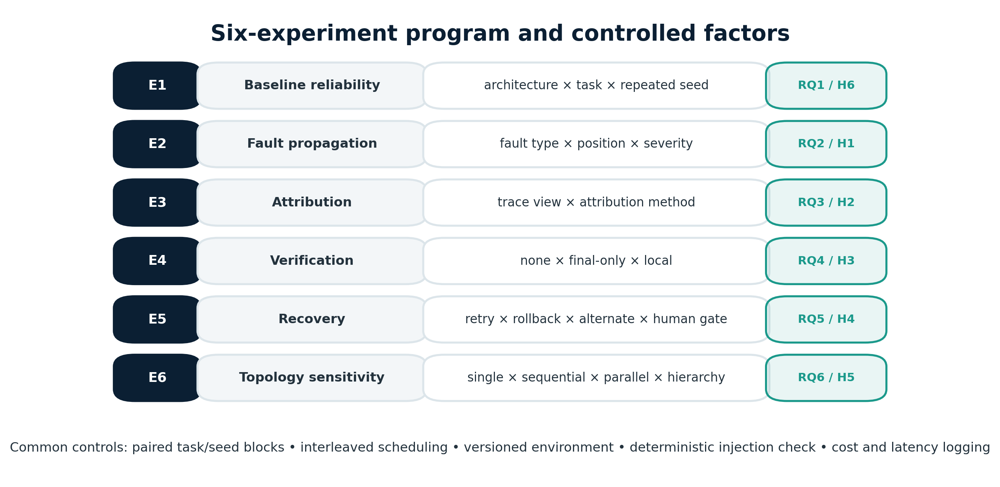 Six-experiment program and controlled factors
E1 Baseline reliability architecture × task × repeated seed RQ1 / H6
E2 Fault propagation fault type × position × severity RQ2 / H1
E3 Attribution trace view × attribution method RQ3 / H2
E4 Verification none × final-only × local RQ4 / H3
E5 Recovery retry × rollback × alternate × human gate RQ5 / H4
E6 Topology sensitivity single × sequential × parallel × hierarchy RQ6 / H5
Common controls: paired task/seed blocks • interleaved scheduling • versioned environment • deterministic injection check • cost and latency logging